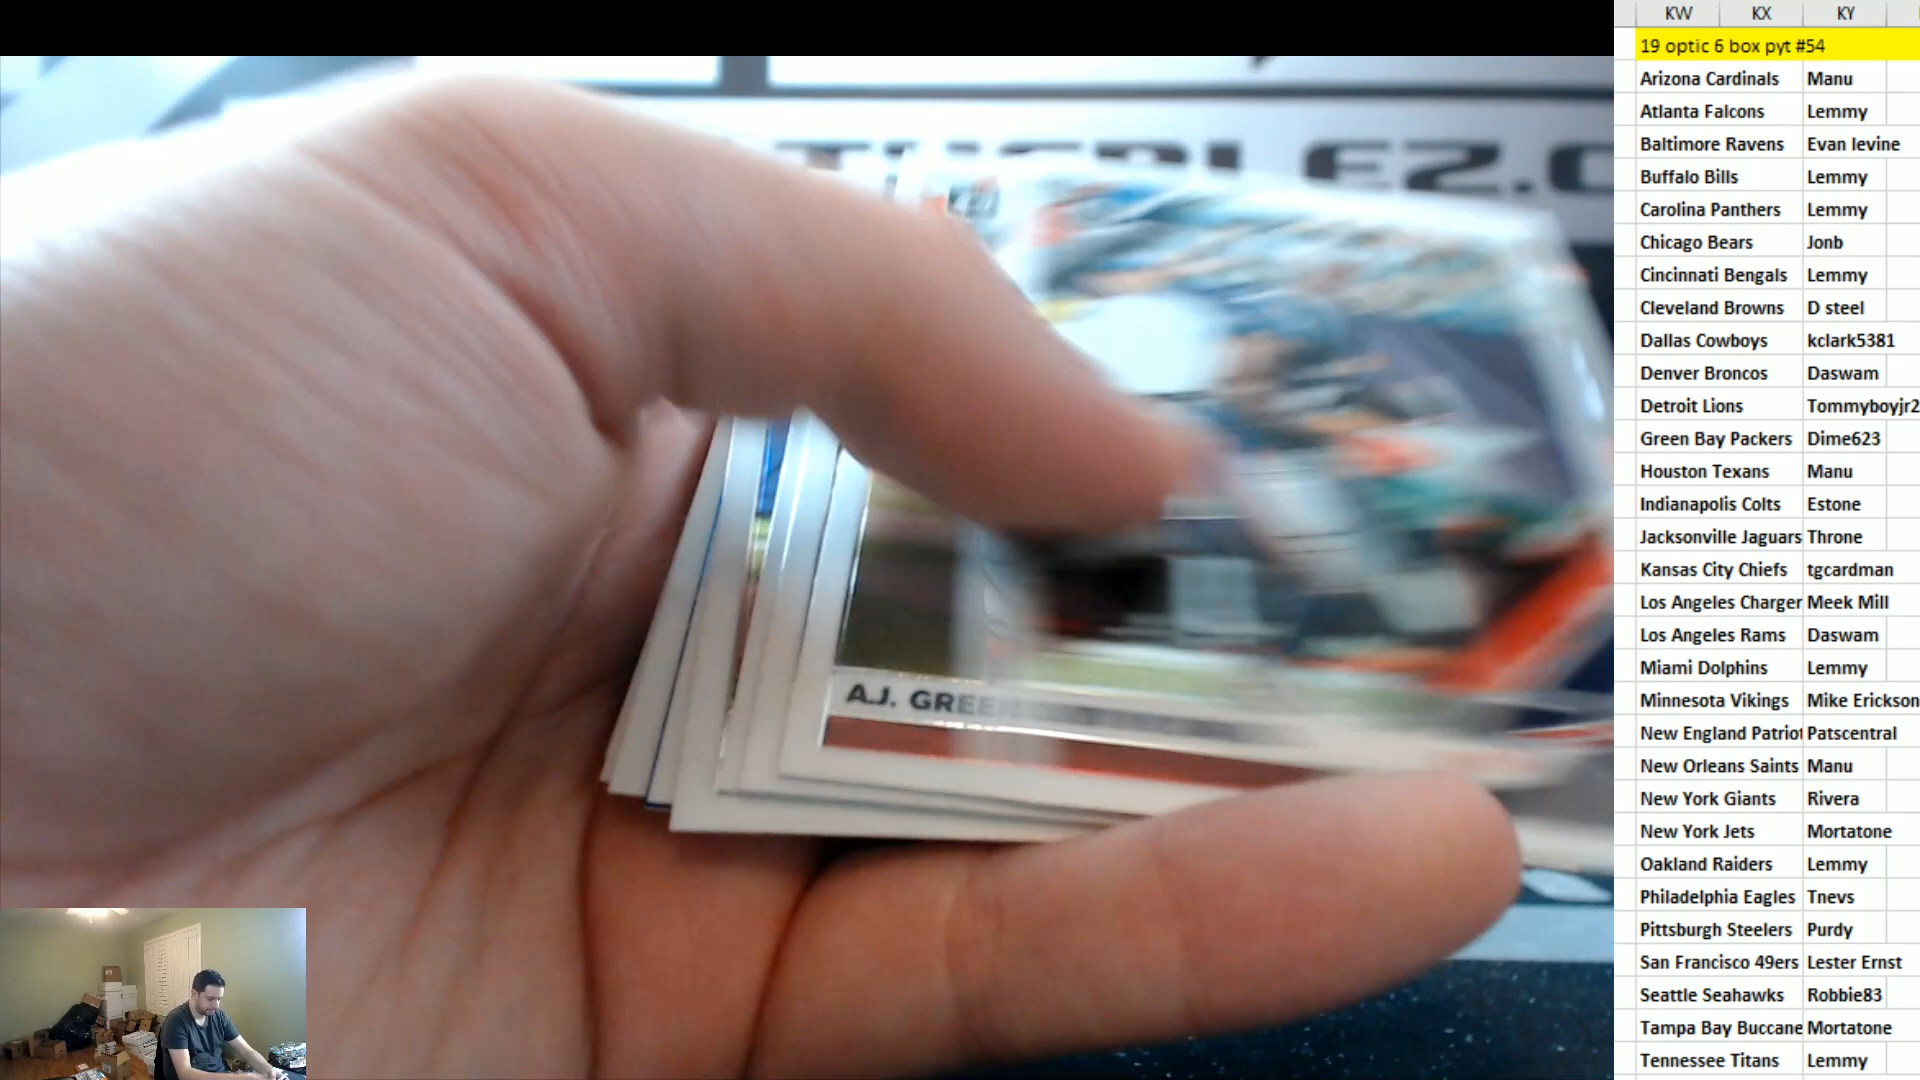 KW KX KY
19 optic 6 box pyt #54
Arizona Cardinals Manu
Atlanta Falcons Lemmy
Baltimore Ravens Evan levine
Buffalo Bills Lemmy
Carolina Panthers Lemmy
Chicago Bears Jonb
Cincinnati Bengals Lemmy
Cleveland Browns D steel
Dallas Cowboys kclark5381
Denver Broncos Daswam
Detroit Lions Tommyboyjr2
Green Bay Packers Dime623
Houston Texans Manu
Indianapolis Colts Estone
Jacksonville Jaguars Throne
Kansas City Chiefs tgcardman
Los Angeles Charger Meek Mill
Los Angeles Rams Daswam
Miami Dolphins Lemmy
Minnesota Vikings Mike Erickson
New England Patriot Patscentral
New Orleans Saints Manu
New York Giants Rivera
New York Jets Mortatone
Oakland Raiders Lemmy
Philadelphia Eagles Tnevs
Pittsburgh Steelers Purdy
San Francisco 49ers Lester Ernst
Seattle Seahawks Robbie83
Tampa Bay Buccane Mortatone
Tennessee Titans Lemmy
A.J. GREEN